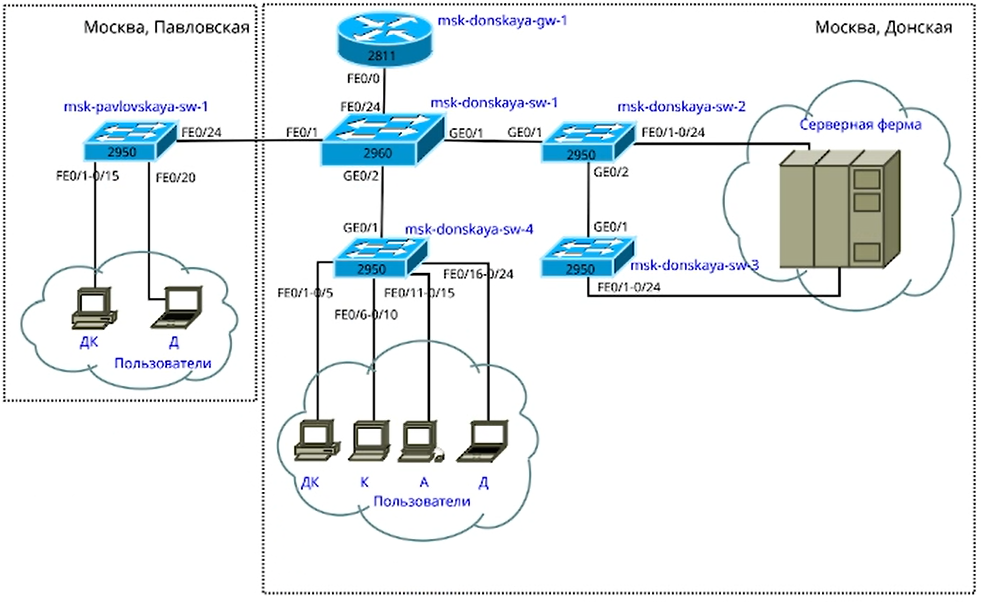 Москва, Павловская
msk-pavlovskaya-sw-1
FE0/24
2950
FE0/1-0/15
FE0/20
ДК
Д
Пользователи
Москва, Донская
msk-donskaya-gw-1
2811
FE0/0
FE0/24
msk-donskaya-sw-1
FE0/1
2960
GE0/1
GE0/2
msk-donskaya-sw-2
GE0/1
2950
FE0/1-0/24
GE0/2
Серверная ферма
GE0/1
msk-donskaya-sw-4
2950
FE0/1-0/5
FE0/6-0/10
FE0/11-0/15
FE0/16-0/24
GE0/1
2950
msk-donskaya-sw-3
FE0/1-0/24
ДК
К
А
Д
Пользователи